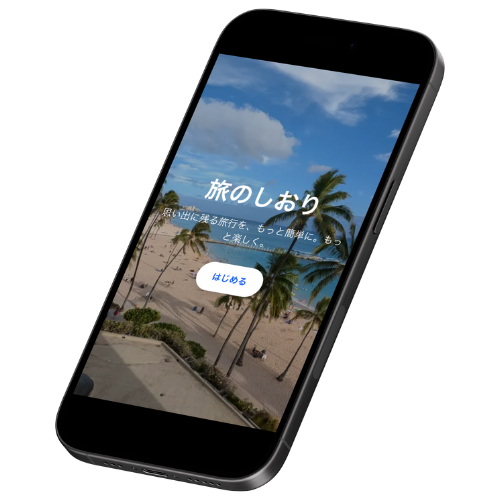 旅のしおり
思い出に残る旅行を、もっと簡単に。もっ
と楽しく。
はじめる